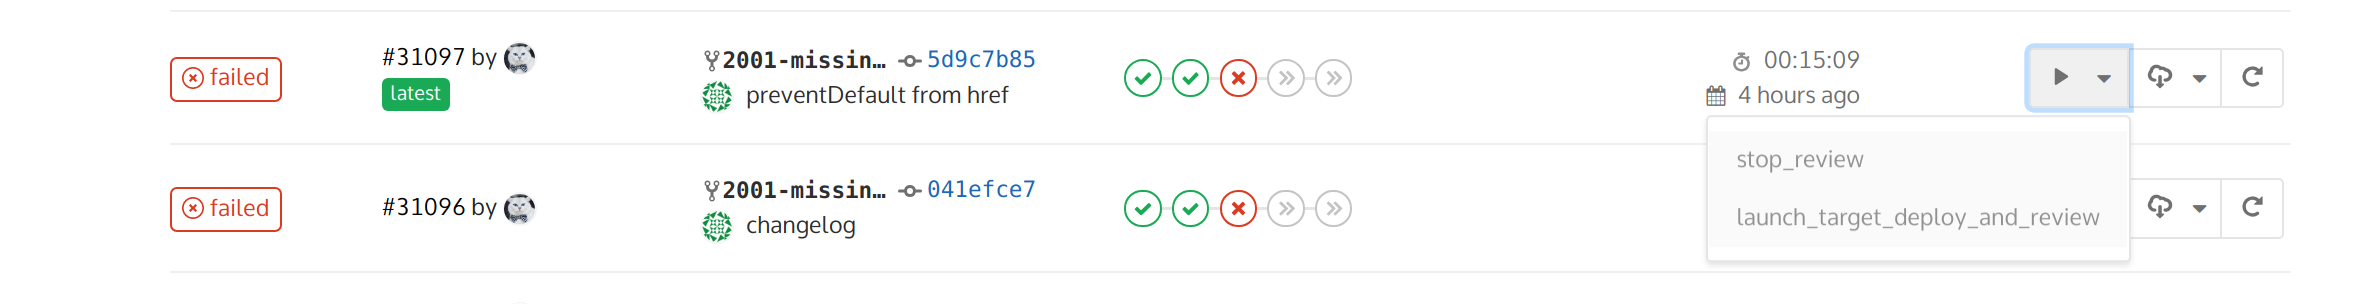 failed
#31097 by
latest
2001-missin… 5d9c7b85
preventDefault from href
00:15:09
4 hours ago
stop_review
launch_target_deploy_and_review
failed
#31096 by
2001-missin… 041efce7
changelog